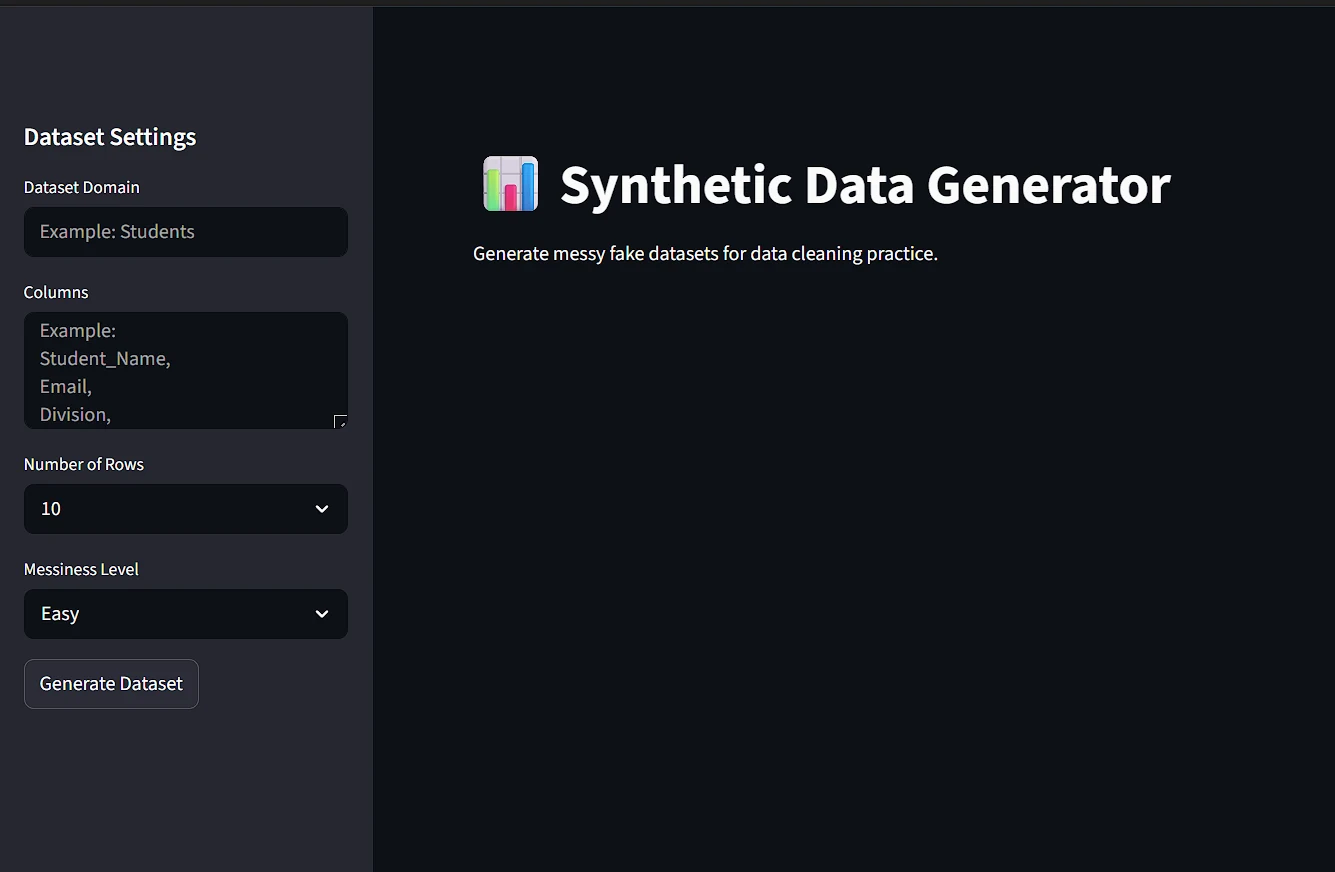 Dataset Settings
Dataset Domain
Example: Students
Columns
Example:
Student_Name,
Email,
Division,
Number of Rows
10
Messiness Level
Easy
Generate Dataset
Synthetic Data Generator
Generate messy fake datasets for data cleaning practice.